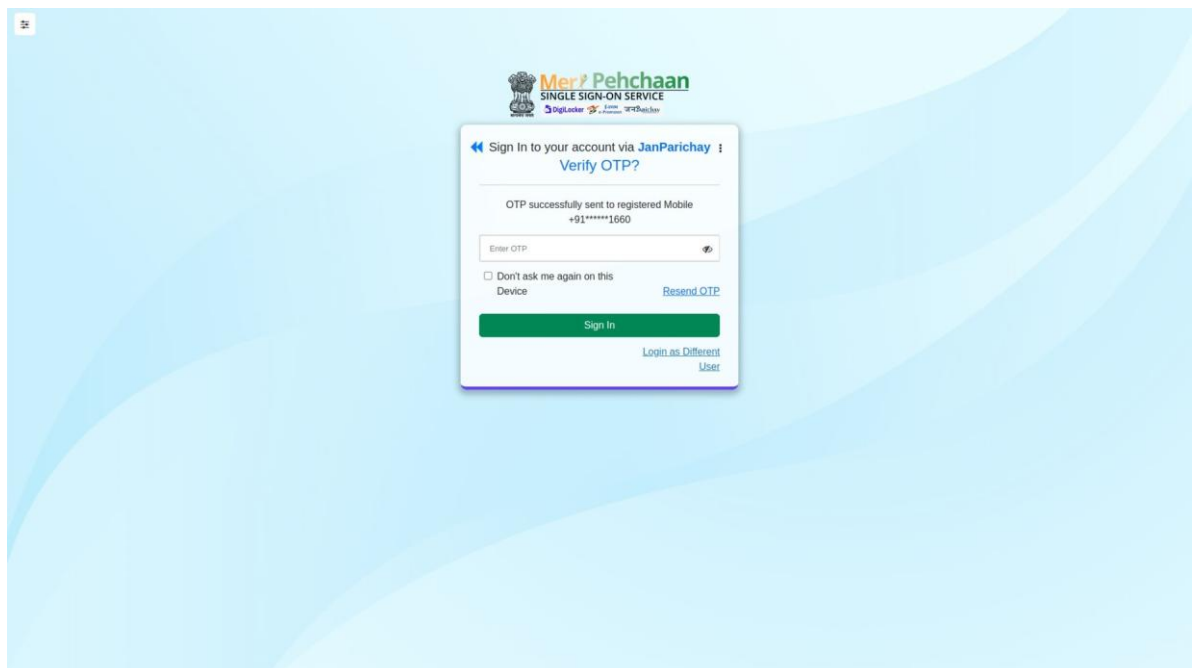 Meri Pehchaan
SINGLE SIGN-ON SERVICE
DigiLocker जनParichay
Sign In to your account via JanParichay
Verify OTP?
OTP successfully sent to registered Mobile
+91******1660
Enter OTP
Don't ask me again on this
Device
Resend OTP
Sign In
Login as Different
User